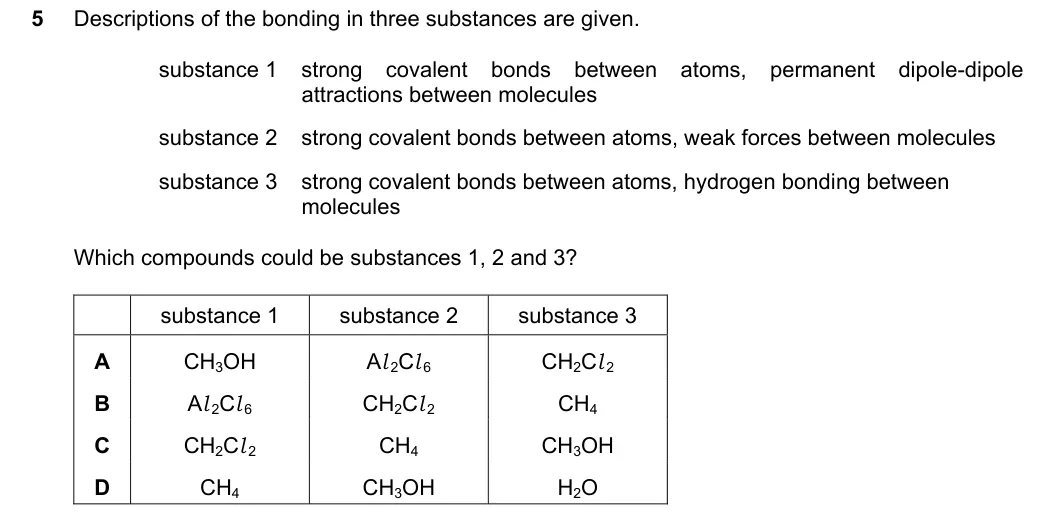 5 Descriptions of the bonding in three substances are given.
substance 1 strong covalent bonds between atoms, permanent dipole-dipole
attractions between molecules
substance 2 strong covalent bonds between atoms, weak forces between molecules
substance 3 strong covalent bonds between atoms, hydrogen bonding between
molecules
Which compounds could be substances 1, 2 and 3?
substance 1 substance 2 substance 3
A CH₃OH Al₂Cl₆ CH₂Cl₂
B Al₂Cl₆ CH₂Cl₂ CH₄
C CH₂Cl₂ CH₄ CH₃OH
D CH₄ CH₃OH H₂O